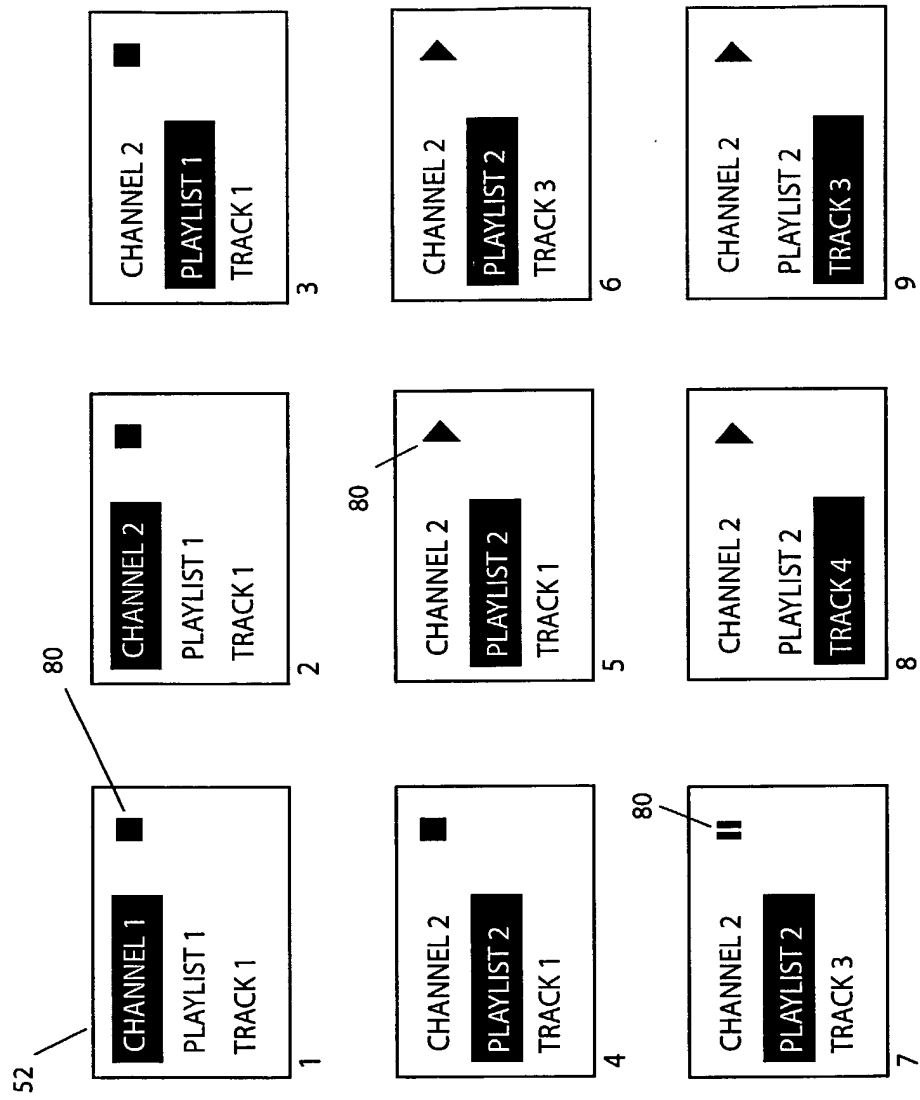 52
80
CHANNEL 1
PLAYLIST 1
TRACK 1
1
CHANNEL 2
PLAYLIST 1
TRACK 1
2
CHANNEL 2
PLAYLIST 1
TRACK 1
3
CHANNEL 2
PLAYLIST 2
TRACK 1
4
80
CHANNEL 2
PLAYLIST 2
TRACK 1
5
CHANNEL 2
PLAYLIST 2
TRACK 3
6
80
CHANNEL 2
PLAYLIST 2
TRACK 3
7
CHANNEL 2
PLAYLIST 2
TRACK 4
8
CHANNEL 2
PLAYLIST 2
TRACK 3
9